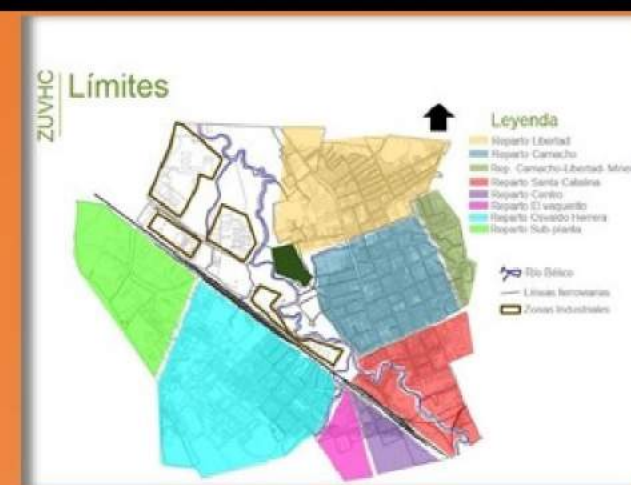 ZUVHC
Límites
Leyenda
Reparto Libertad
Reparto Camacho
Rep. Camacho-Libertad- Minerva
Reparto Santa Catalina
Reparto Centro
Reparto El vaquerito
Reparto Osvaldo Herrera
Reparto Sub-planta
Río Bélico
Líneas ferroviarias
Zonas Industriales